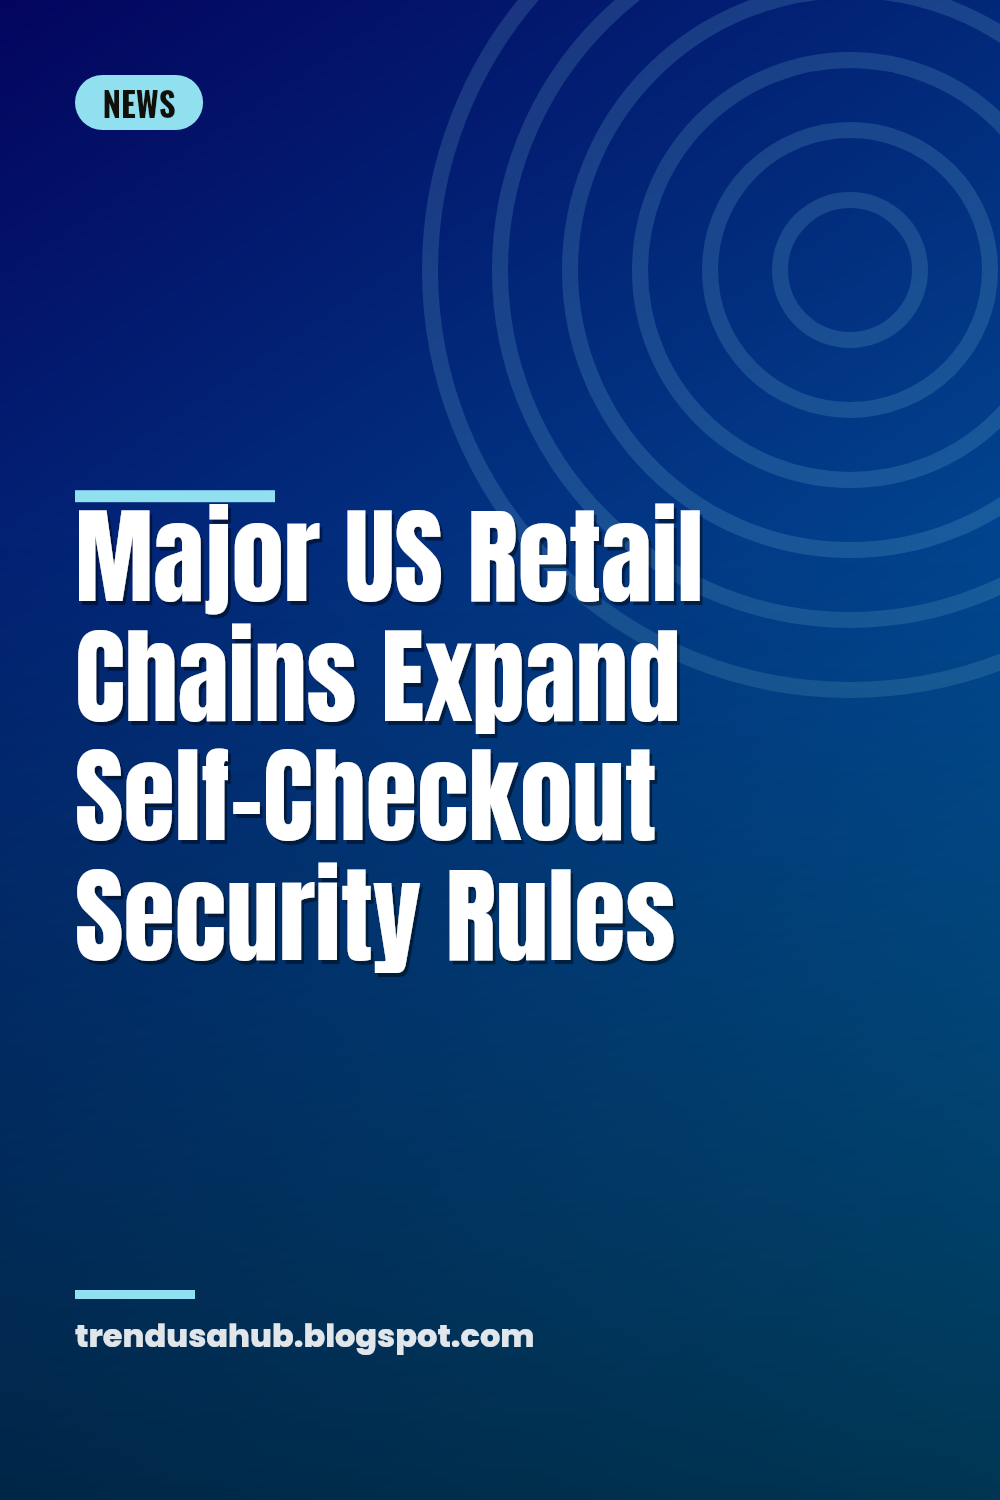 NEWS
Major US Retail
Chains Expand
Self-Checkout
Security Rules
trendusahub.blogspot.com